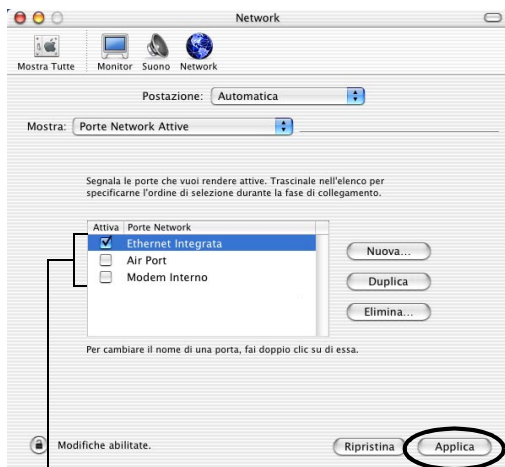 Network
Mostra Tutte Monitor Suono Network
Postazione: Automatica
Mostra: Porte Network Attive
Segnala le porte che vuoi rendere attive. Trascinale nell'elenco per
specificarne l'ordine di selezione durante la fase di collegamento.
Attiva Porte Network
Ethernet Integrata
Air Port
Modem Interno
Nuova...
Duplica
Elimina...
Per cambiare il nome di una porta, fai doppio clic su di essa.
Modifiche abilitate.
Ripristina Applica